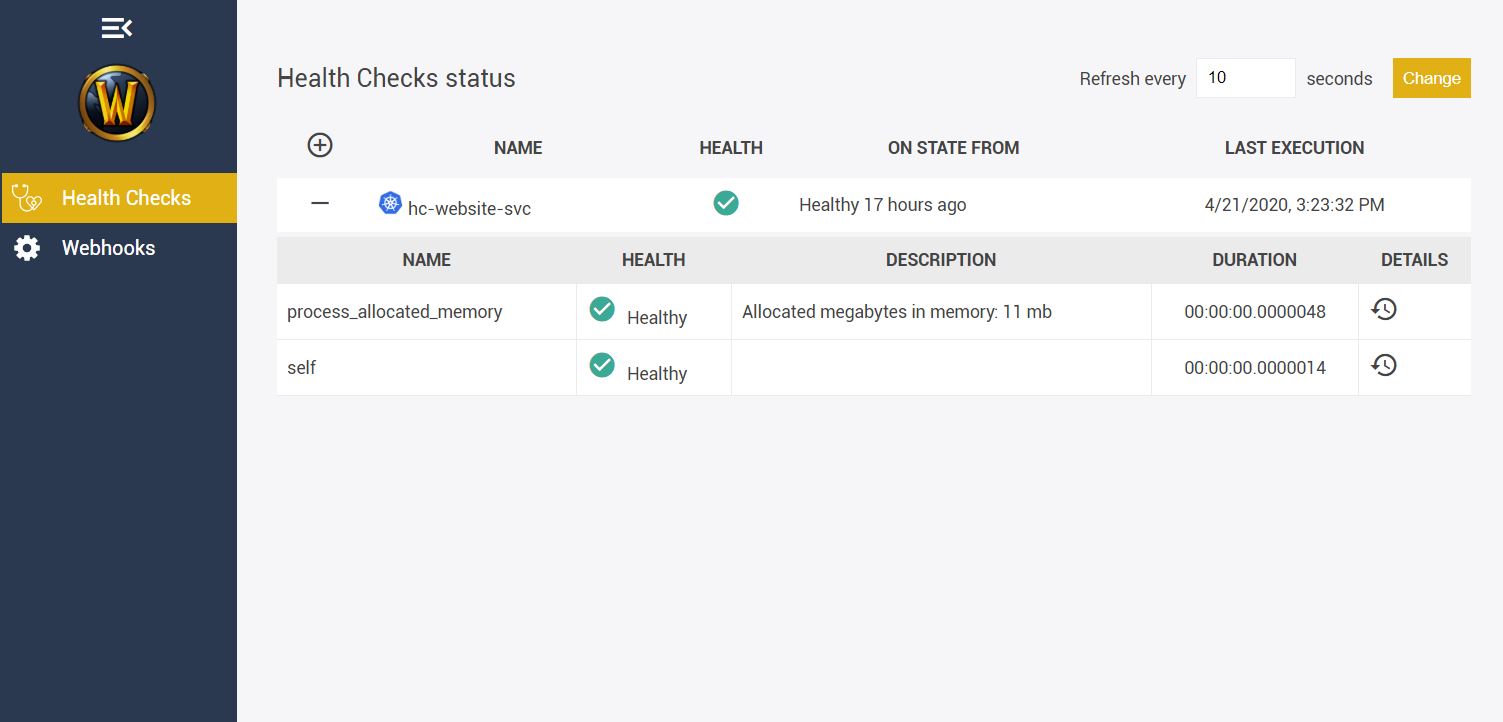 W
Health Checks
Webhooks
Health Checks status
Refresh every 10 seconds Change
NAME HEALTH ON STATE FROM LAST EXECUTION
hc-website-svc Healthy 17 hours ago 4/21/2020, 3:23:32 PM
NAME HEALTH DESCRIPTION DURATION DETAILS
process_allocated_memory Healthy Allocated megabytes in memory: 11 mb 00:00:00.0000048
self Healthy 00:00:00.0000014